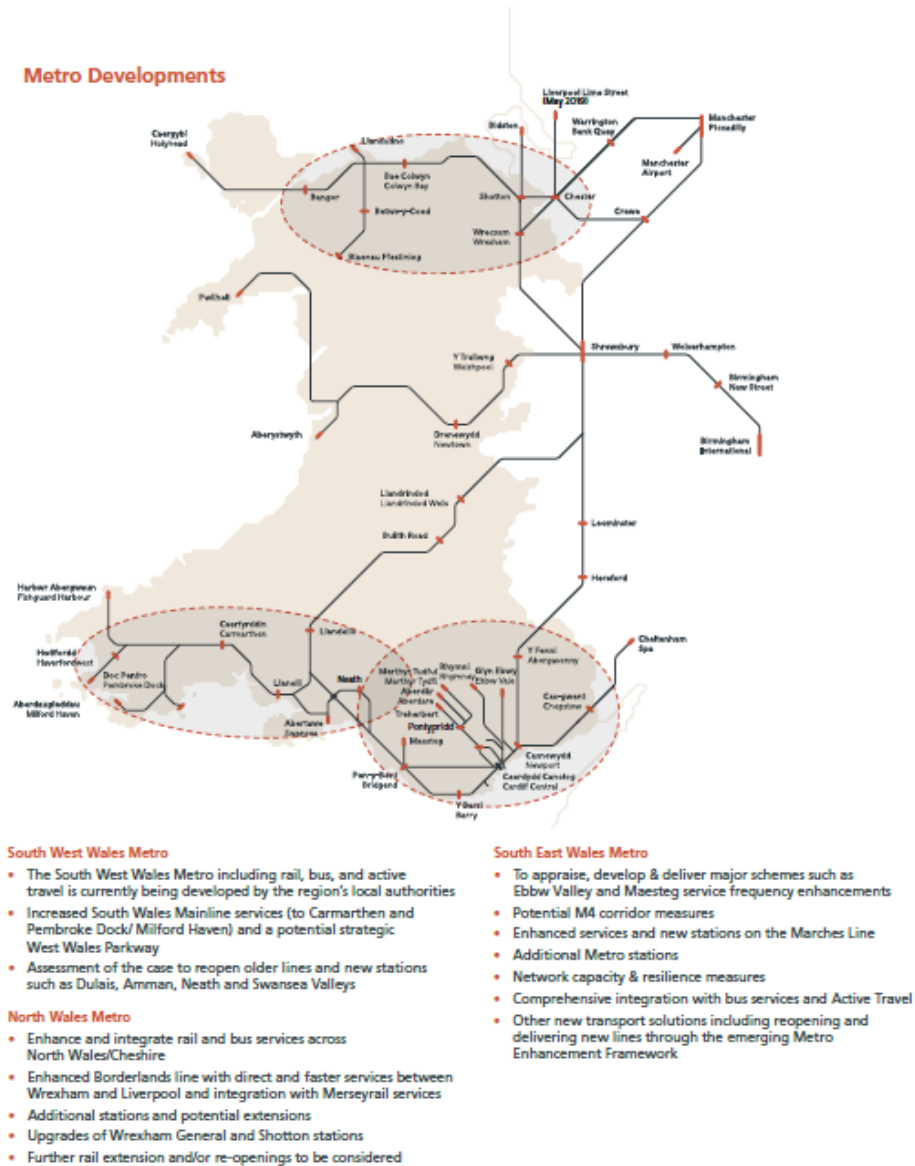 Metro Developments
Liverpool Lime Street
(May 2019)
Bidston
Warrington
Bank Quay
Manchester
Manchester
Airport
Caergybi
Holyhead
Llandudno
Bae Colwyn
Colwyn Bay
Bangor
Betws-y-Coed
Shotton
Chester
Crewe
Wrecsam
Wrexham
Pwllheli
Shrewsbury
Wolverhampton
Y Trallwng
Welshpool
Birmingham
New Street
Aberystwyth
Drenewydd
Newtown
Birmingham
International
Llandrindod
Llandrindod Wells
Builth Road
Leominster
Hereford
Harbwr Abergwaun
Fishguard Harbour
Caerfyrddin
Carmarthen
Llandeilo
Hwlffordd
Haverfordwest
Doc Penfro
Pembroke Dock
Aberdaugleddau
Milford Haven
Llanelli
Neath
Abertawe
Swansea
Y Fenni
Abergavenny
Cheltenham
Spa
Merthyr Tudful
Merthyr Tydfil
Rhymni
Rhymney
Glyn Ebwy
Ebbw Vale
Aberdâr
Aberdare
Treherbert
Pontypridd
Maesteg
Cas-gwent
Chepstow
Casnewydd
Newport
Caerdydd Canolog
Cardiff Central
Pen-y-Bont
Bridgend
Y Barri
Barry
South West Wales Metro
• The South West Wales Metro including rail, bus, and active
travel is currently being developed by the region's local authorities
• Increased South Wales Mainline services (to Carmarthen and
Pembroke Dock/ Milford Haven) and a potential strategic
West Wales Parkway
• Assessment of the case to reopen older lines and new stations
such as Dulais, Amman, Neath and Swansea Valleys
North Wales Metro
• Enhance and integrate rail and bus services across
North Wales/Cheshire
• Enhanced Borderlands line with direct and faster services between
Wrexham and Liverpool and integration with Merseyrail services
• Additional stations and potential extensions
• Upgrades of Wrexham General and Shotton stations
• Further rail extension and/or re-openings to be considered
South East Wales Metro
• To appraise, develop & deliver major schemes such as
Ebbw Valley and Maesteg service frequency enhancements
• Potential M4 corridor measures
• Enhanced services and new stations on the Marches Line
• Additional Metro stations
• Network capacity & resilience measures
• Comprehensive integration with bus services and Active Travel
• Other new transport solutions including reopening and
delivering new lines through the emerging Metro
Enhancement Framework